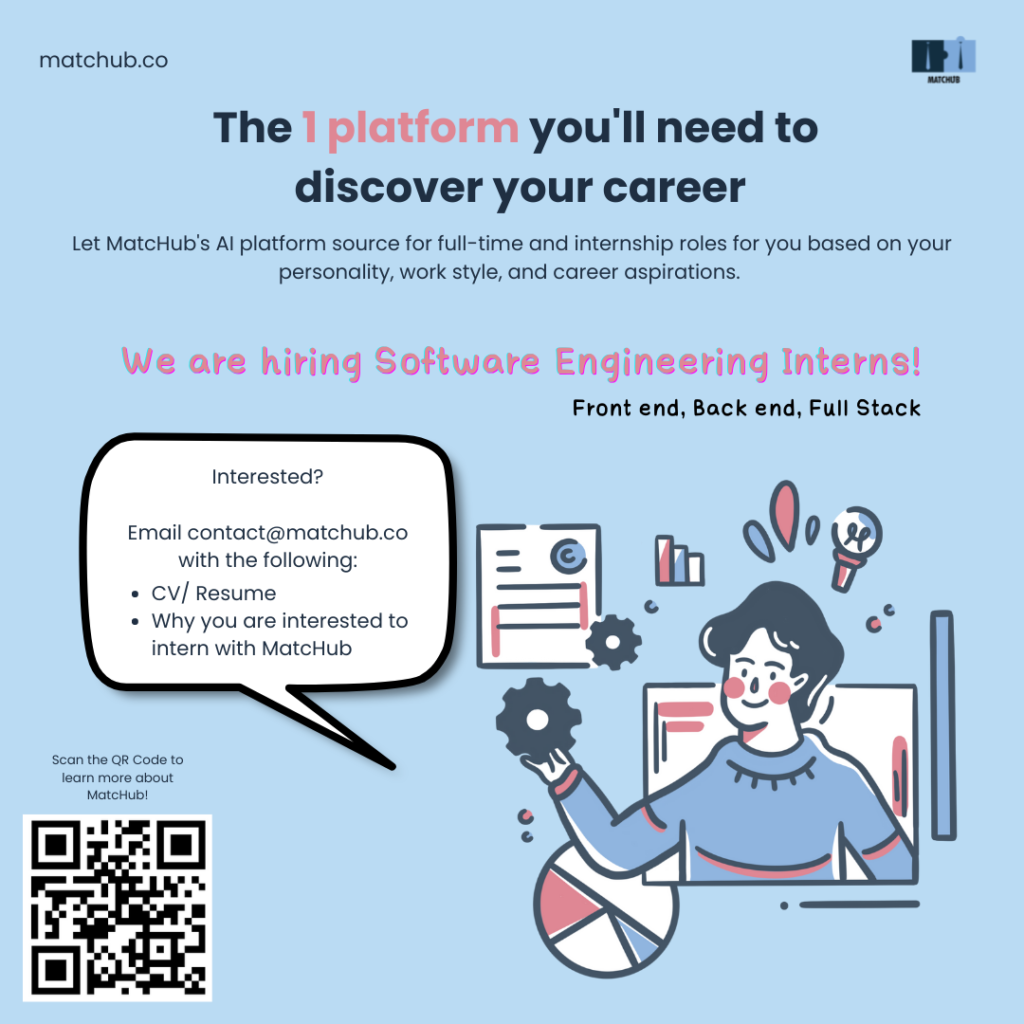 matchub.co
MATCHUB
The 1 platform you'll need to
discover your career
Let MatcHub's AI platform source for full-time and internship roles for you based on your
personality, work style, and career aspirations.
We are hiring Software Engineering Interns!
Front end, Back end, Full Stack
Interested?
Email contact@matchub.co
with the following:
• CV/ Resume
• Why you are interested to
intern with MatcHub
Scan the QR Code to
learn more about
MatcHub!